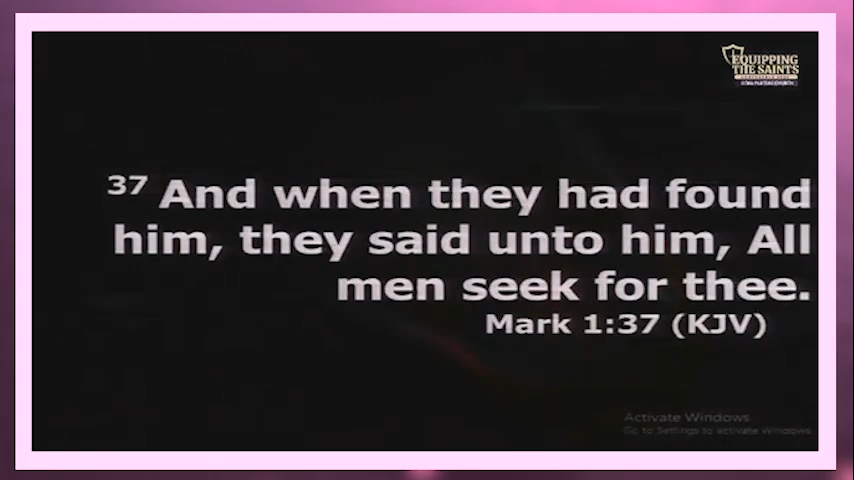 EQUIPPING
THE SAINTS
37 And when they had found
him, they said unto him, All
men seek for thee.
Mark 1:37 (KJV)
Activate Windows
Go to Settings to activate Windows.